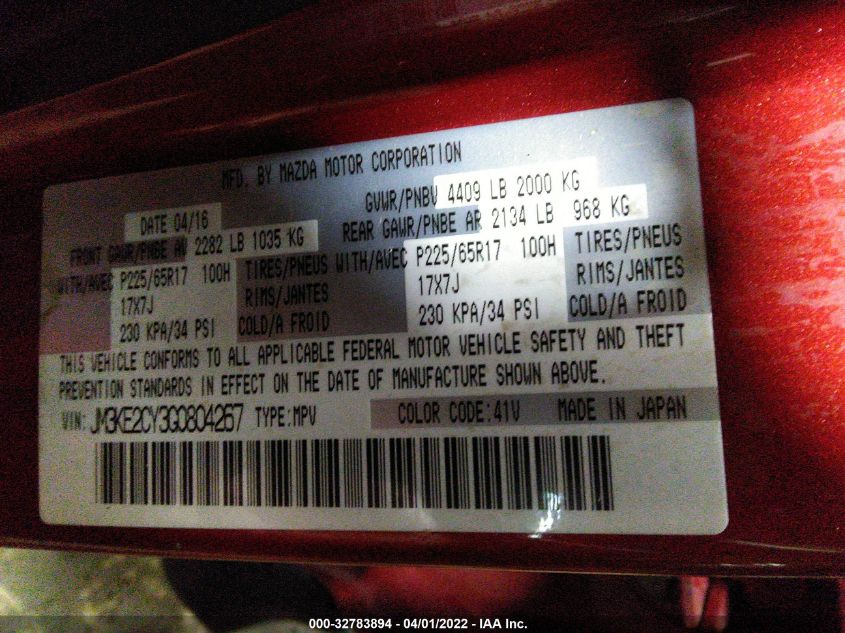 MFD. BY MAZDA MOTOR CORPORATION
DATE 04/16 GVWR/PNBV 4409 LB 2000 KG
FRONT GAWR/PNBE AV 2282 LB 1035 KG REAR GAWR/PNBE AR 2134 LB 968 KG
WITH/AVEC P225/65R17 100H TIRES/PNEUS WITH/AVEC P225/65R17 100H TIRES/PNEUS
17X7J RIMS/JANTES 17X7J RIMS/JANTES
230 KPA/34 PSI COLD/A FROID 230 KPA/34 PSI COLD/A FROID
THIS VEHICLE CONFORMS TO ALL APPLICABLE FEDERAL MOTOR VEHICLE SAFETY AND THEFT
PREVENTION STANDARDS IN EFFECT ON THE DATE OF MANUFACTURE SHOWN ABOVE.
VIN: JM3KE2CY3G0804267 TYPE:MPV COLOR CODE:41V MADE IN JAPAN
000-32783894 - 04/01/2022 - IAA Inc.